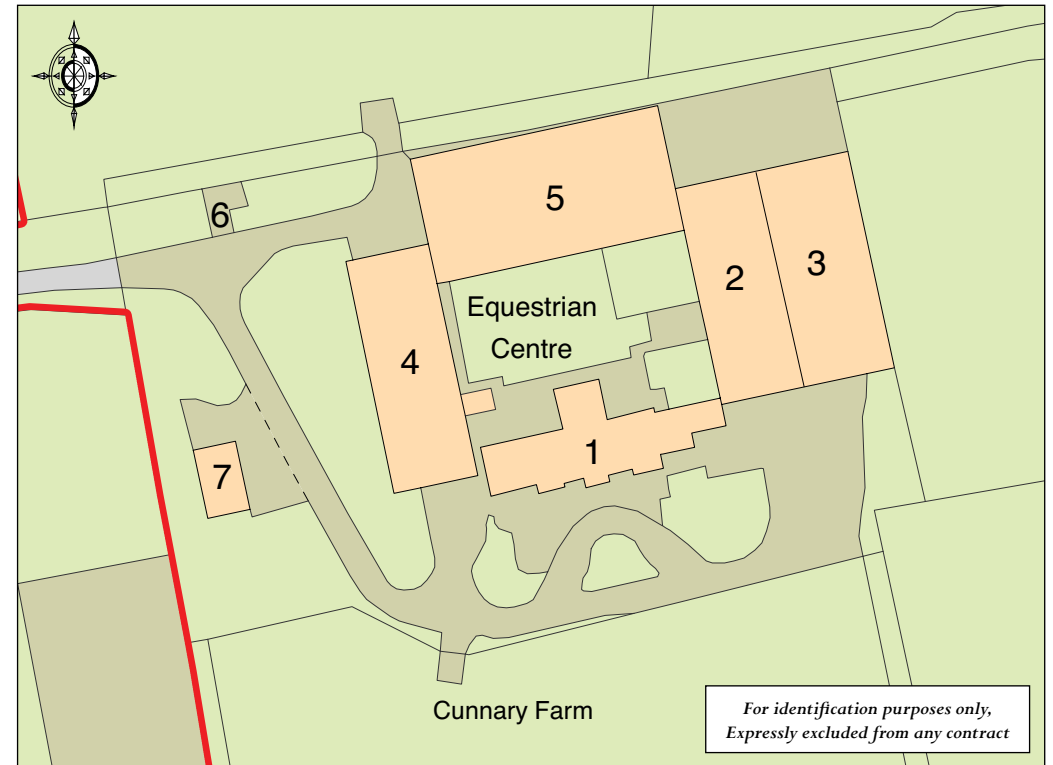 5
6
2
3
Equestrian
Centre
4
1
7
Cunnary Farm
For identification purposes only,
Expressly excluded from any contract